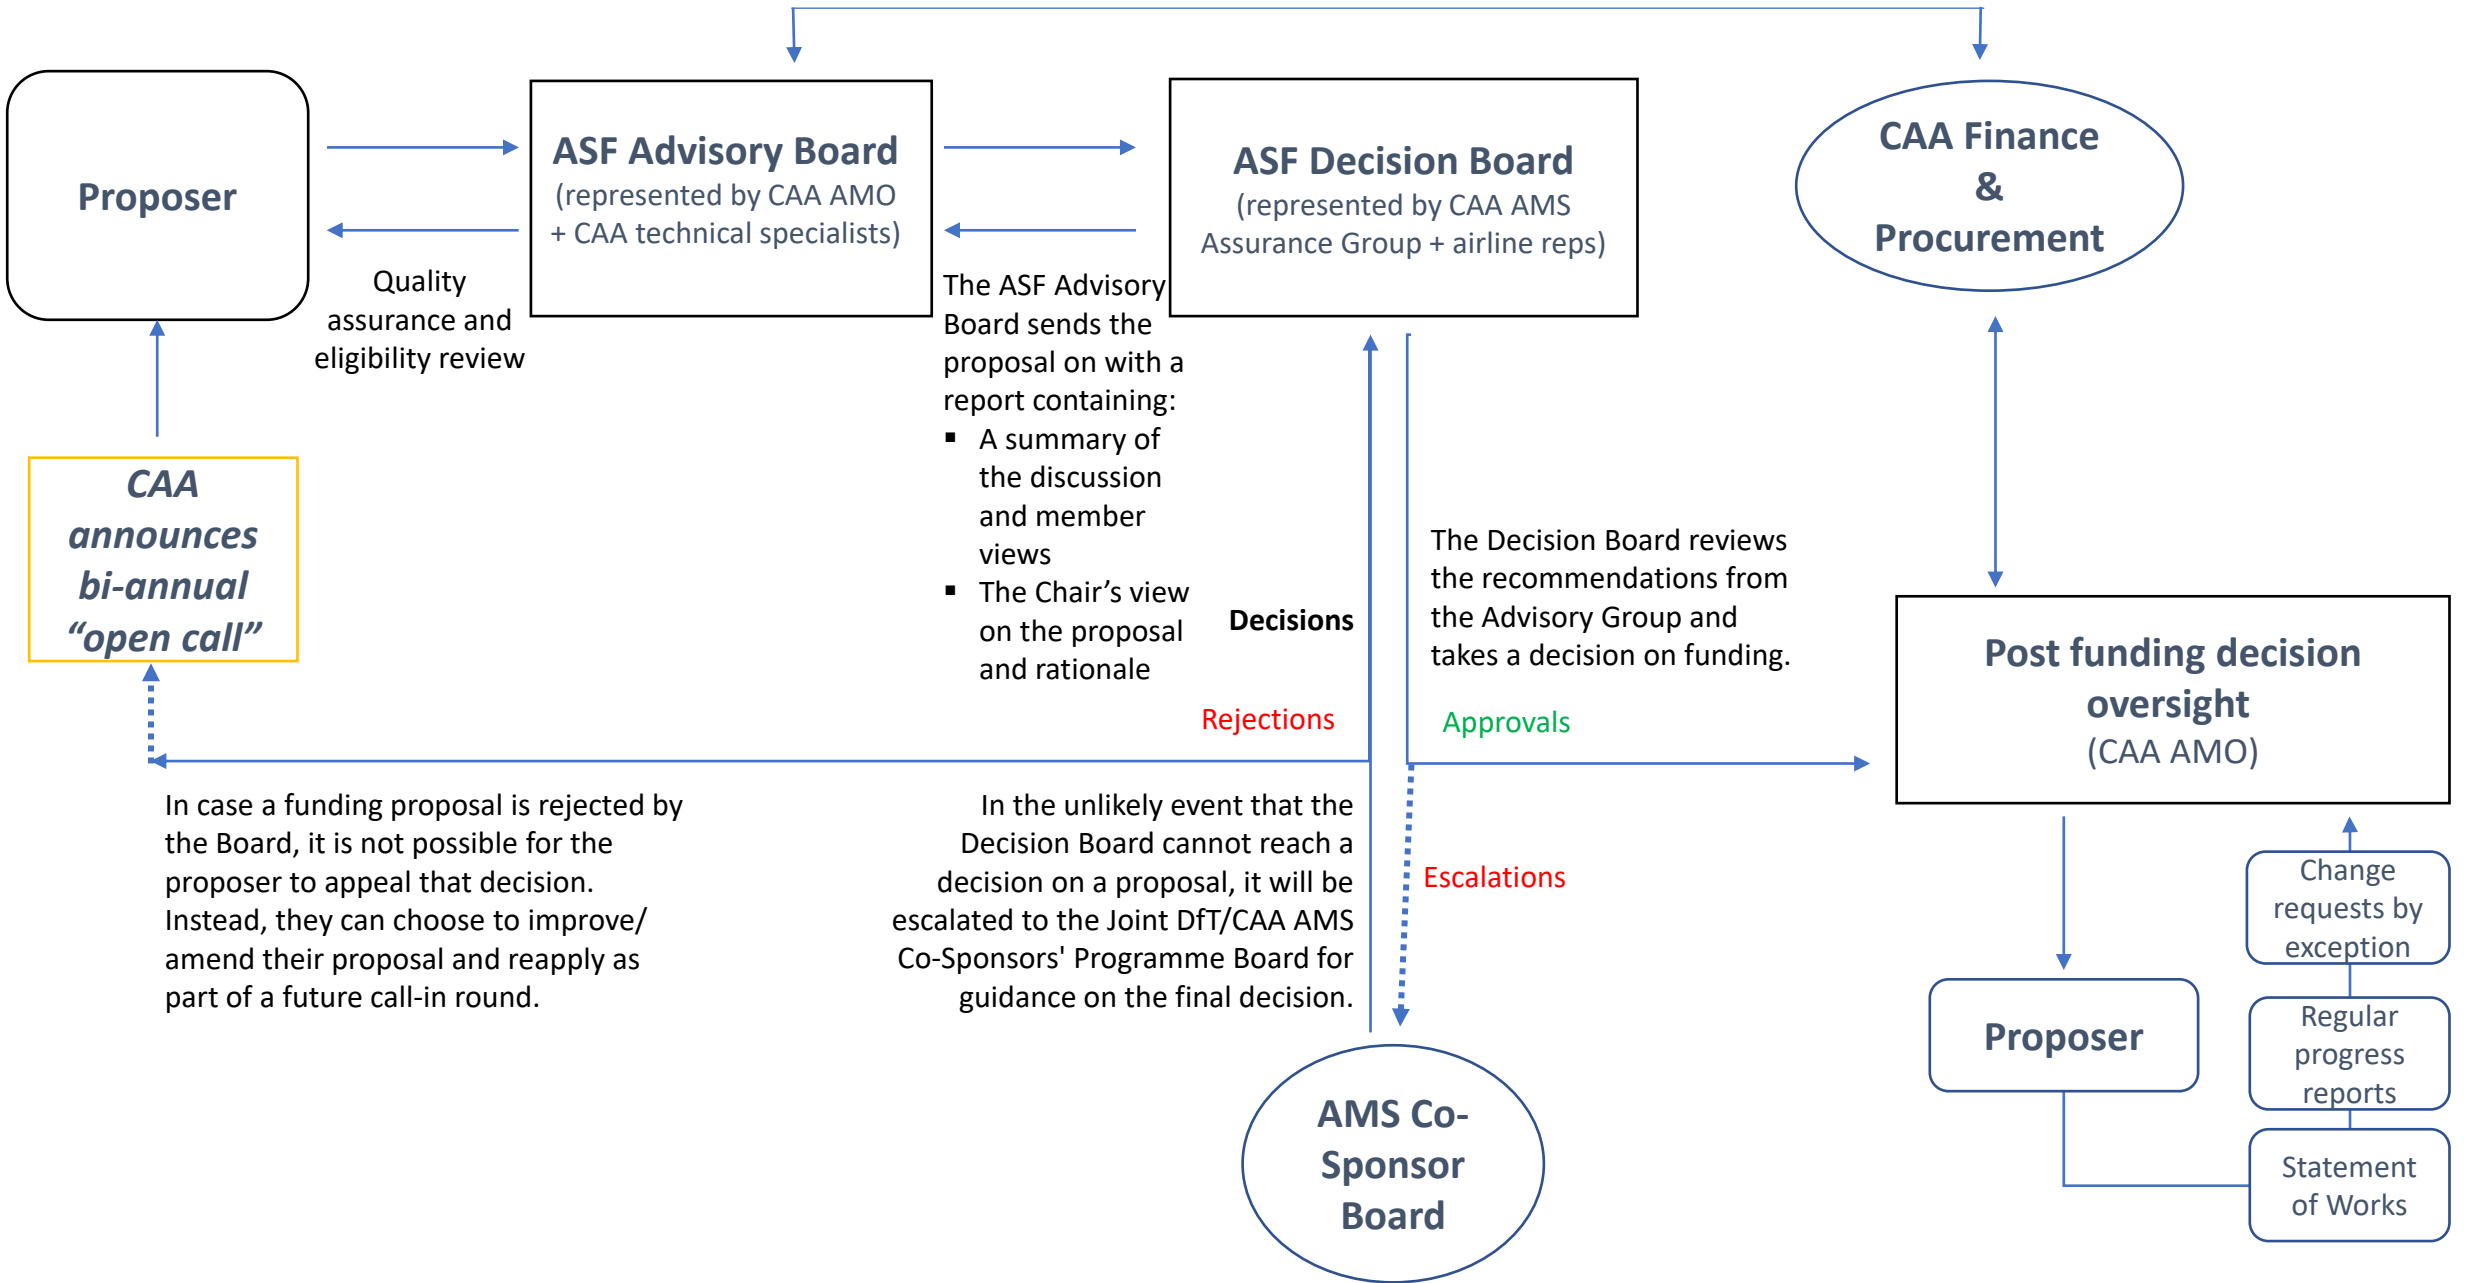 Proposer
ASF Advisory Board
(represented by CAA AMO
+ CAA technical specialists)
ASF Decision Board
(represented by CAA AMS
Assurance Group + airline reps)
CAA Finance
&
Procurement
Quality
assurance and
eligibility review
The ASF Advisory
Board sends the
proposal on with a
report containing:
▪ A summary of
the discussion
and member
views
▪ The Chair’s view
on the proposal
and rationale
CAA
announces
bi-annual
“open call”
Decisions
The Decision Board reviews
the recommendations from
the Advisory Group and
takes a decision on funding.
Rejections
Approvals
Post funding decision
oversight
(CAA AMO)
In case a funding proposal is rejected by
the Board, it is not possible for the
proposer to appeal that decision.
Instead, they can choose to improve/
amend their proposal and reapply as
part of a future call-in round.
In the unlikely event that the
Decision Board cannot reach a
decision on a proposal, it will be
escalated to the Joint DfT/CAA AMS
Co-Sponsors' Programme Board for
guidance on the final decision.
Escalations
Change
requests by
exception
Proposer
Regular
progress
reports
Statement
of Works
AMS Co-
Sponsor
Board